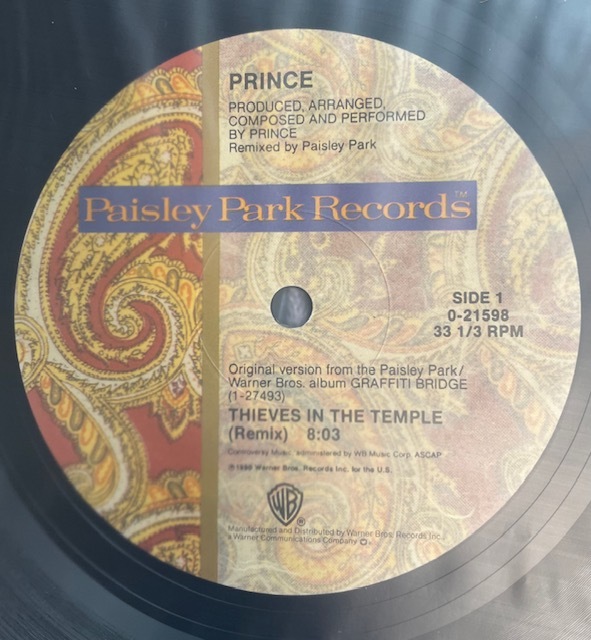 PRINCE
PRODUCED, ARRANGED,
COMPOSED AND PERFORMED
BY PRINCE
Remixed by Paisley Park
Paisley Park Records™
SIDE 1
0-21598
33 1/3 RPM
Original version from the Paisley Park/
Warner Bros. album GRAFFITI BRIDGE
(1-27493)
THIEVES IN THE TEMPLE
(Remix) 8:03
Controversy Music, administered by WB Music Corp. ASCAP
℗ 1990 Warner Bros. Records Inc. for the U.S.
WB®
Manufactured and Distributed by Warner Bros. Records Inc.,
a Warner Communications Company